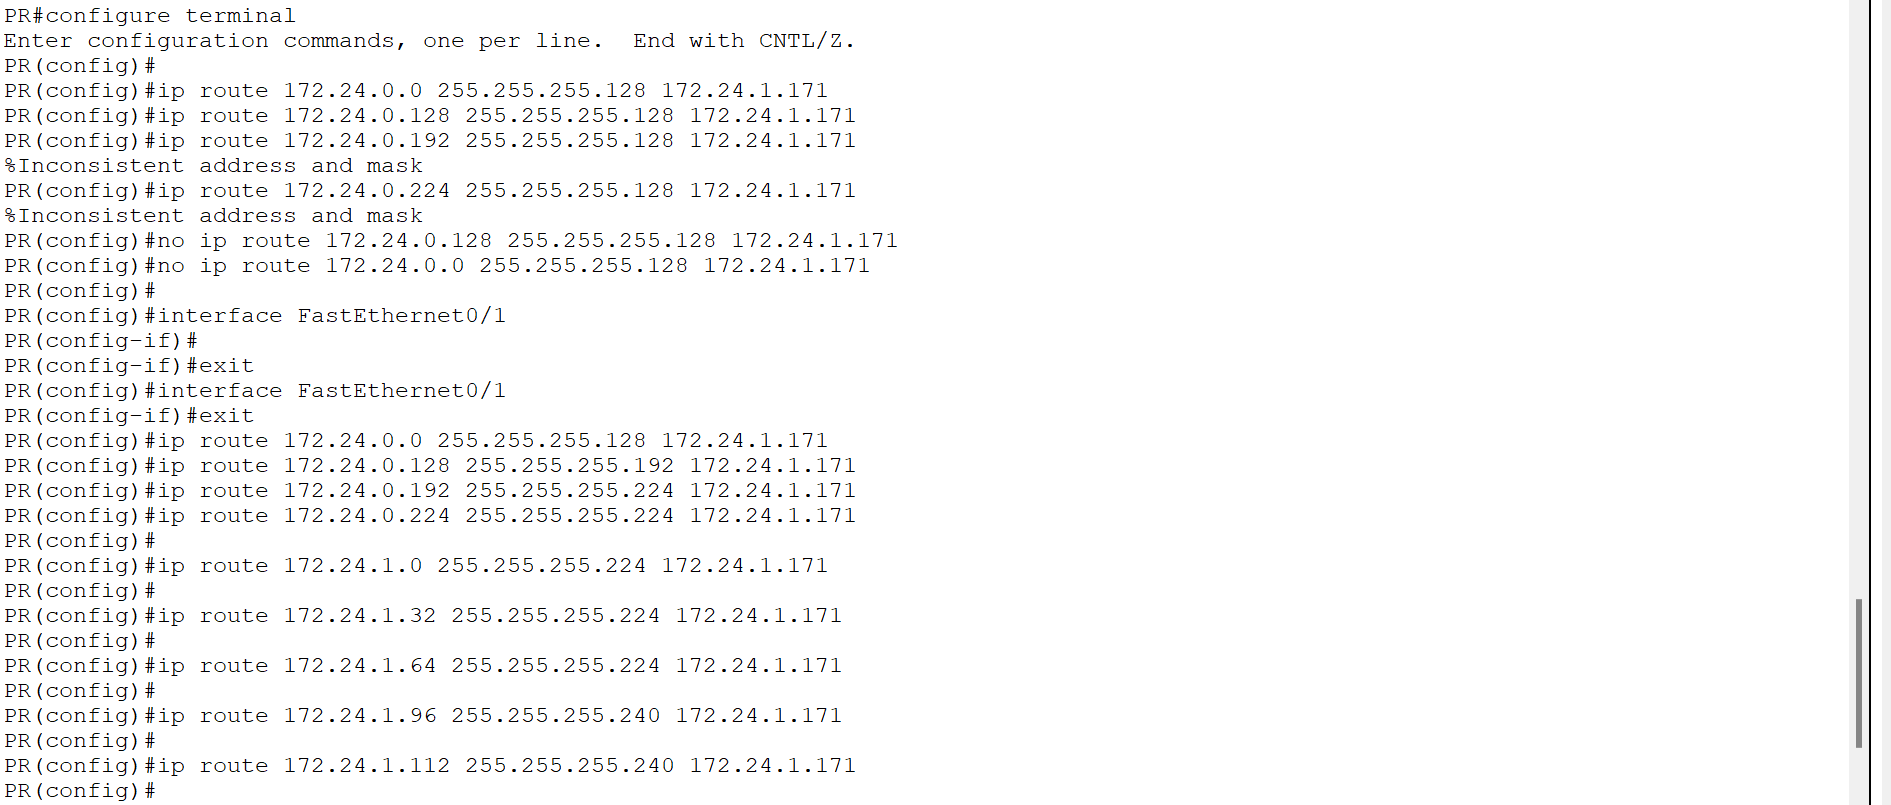 PR#configure terminal
Enter configuration commands, one per line.  End with CNTL/Z.
PR(config)#
PR(config)#ip route 172.24.0.0 255.255.255.128 172.24.1.171
PR(config)#ip route 172.24.0.128 255.255.255.128 172.24.1.171
PR(config)#ip route 172.24.0.192 255.255.255.128 172.24.1.171
%Inconsistent address and mask
PR(config)#ip route 172.24.0.224 255.255.255.128 172.24.1.171
%Inconsistent address and mask
PR(config)#no ip route 172.24.0.128 255.255.255.128 172.24.1.171
PR(config)#no ip route 172.24.0.0 255.255.255.128 172.24.1.171
PR(config)#
PR(config)#interface FastEthernet0/1
PR(config-if)#
PR(config-if)#exit
PR(config)#interface FastEthernet0/1
PR(config-if)#exit
PR(config)#ip route 172.24.0.0 255.255.255.128 172.24.1.171
PR(config)#ip route 172.24.0.128 255.255.255.192 172.24.1.171
PR(config)#ip route 172.24.0.192 255.255.255.224 172.24.1.171
PR(config)#ip route 172.24.0.224 255.255.255.224 172.24.1.171
PR(config)#
PR(config)#ip route 172.24.1.0 255.255.255.224 172.24.1.171
PR(config)#
PR(config)#ip route 172.24.1.32 255.255.255.224 172.24.1.171
PR(config)#
PR(config)#ip route 172.24.1.64 255.255.255.224 172.24.1.171
PR(config)#
PR(config)#ip route 172.24.1.96 255.255.255.240 172.24.1.171
PR(config)#
PR(config)#ip route 172.24.1.112 255.255.255.240 172.24.1.171
PR(config)#